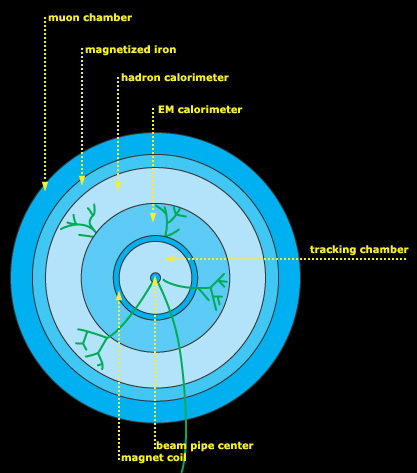 muon chamber
magnetized iron
hadron calorimeter
EM calorimeter
tracking chamber
beam pipe center
magnet coil